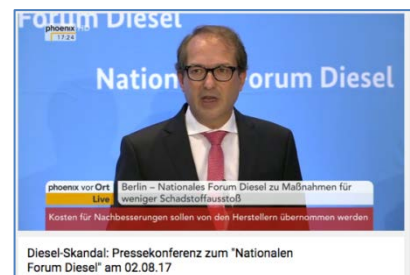 Forum Diesel
phoenix
17:24
Nation Forum Diesel
phoenix vor Ort
Live
Berlin – Nationales Forum Diesel zu Maßnahmen für
weniger Schadstoffausstoß
Kosten für Nachbesserungen sollen von den Herstellern übernommen werden
Diesel-Skandal: Pressekonferenz zum "Nationalen
Forum Diesel" am 02.08.17